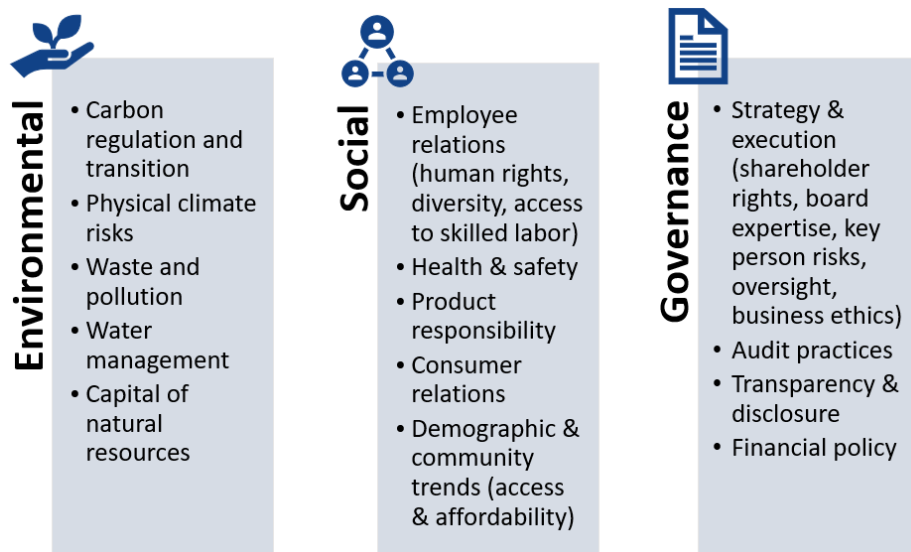 Environmental
• Carbon
regulation and
transition
• Physical climate
risks
• Waste and
pollution
• Water
management
• Capital of
natural
resources
Social
• Employee
relations
(human rights,
diversity, access
to skilled labor)
• Health & safety
• Product
responsibility
• Consumer
relations
• Demographic &
community
trends (access
& affordability)
Governance
• Strategy &
execution
(shareholder
rights, board
expertise, key
person risks,
oversight,
business ethics)
• Audit practices
• Transparency &
disclosure
• Financial policy